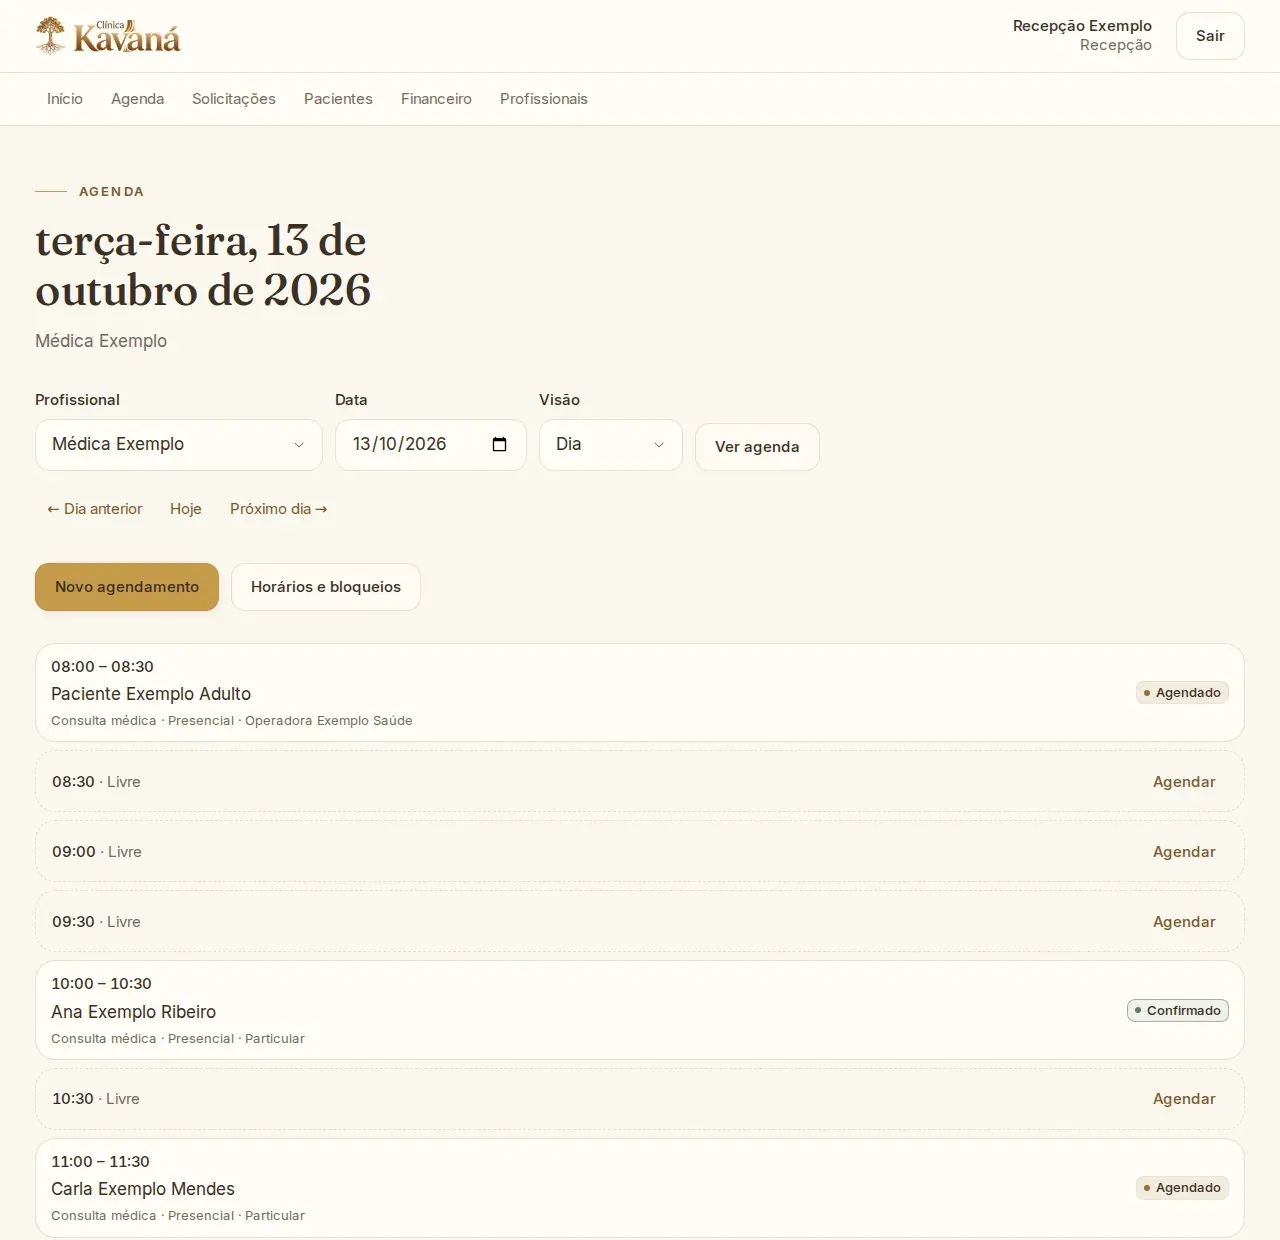 Clínica
Kavaná
Recepção Exemplo
Recepção
Sair
Início Agenda Solicitações Pacientes Financeiro Profissionais
AGENDA
terça-feira, 13 de
outubro de 2026
Médica Exemplo
Profissional Data Visão
Médica Exemplo 13/10/2026 Dia Ver agenda
← Dia anterior Hoje Próximo dia →
Novo agendamento Horários e bloqueios
08:00 – 08:30
Paciente Exemplo Adulto
Agendado
Consulta médica · Presencial · Operadora Exemplo Saúde
08:30 · Livre Agendar
09:00 · Livre Agendar
09:30 · Livre Agendar
10:00 – 10:30
Ana Exemplo Ribeiro
Confirmado
Consulta médica · Presencial · Particular
10:30 · Livre Agendar
11:00 – 11:30
Carla Exemplo Mendes
Agendado
Consulta médica · Presencial · Particular